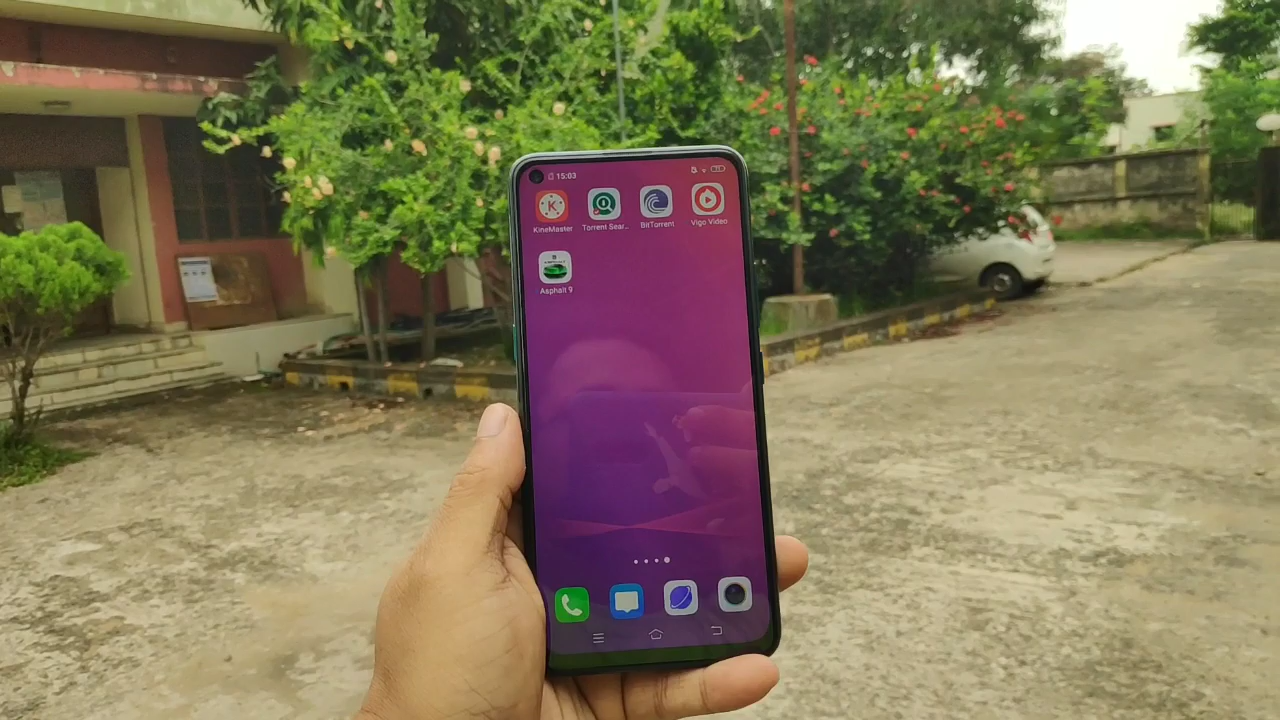 15:03
KineMaster
Torrent Sear...
BitTorrent
Vigo Video
Asphalt 9